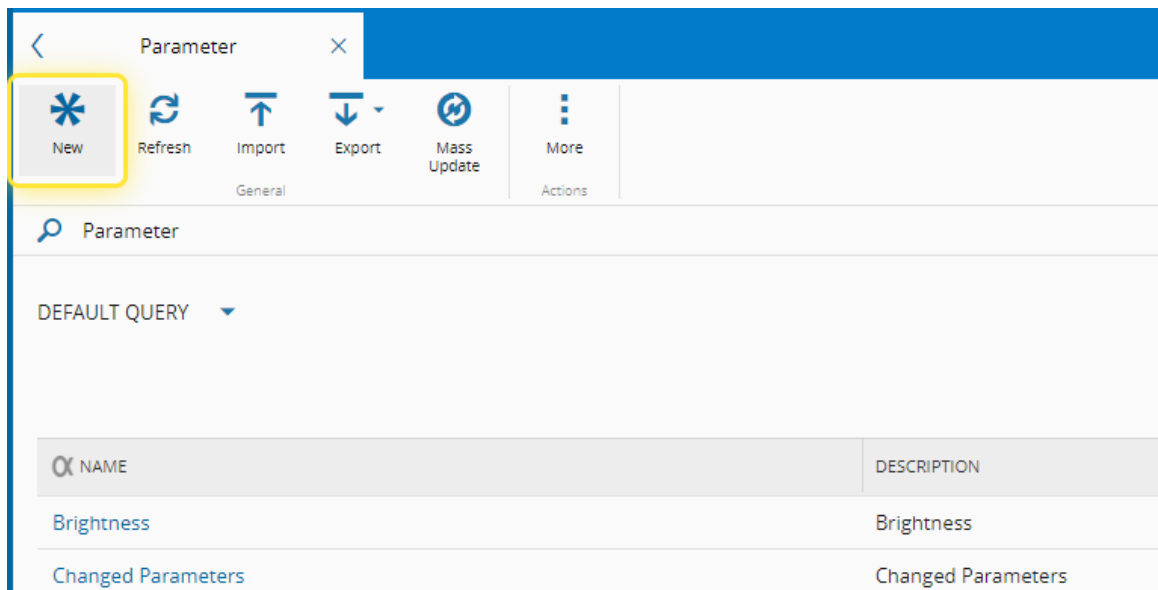 Parameter
New
Refresh
Import
Export
Mass
Update
More
General
Actions
Parameter
DEFAULT QUERY
NAME
DESCRIPTION
Brightness
Brightness
Changed Parameters
Changed Parameters